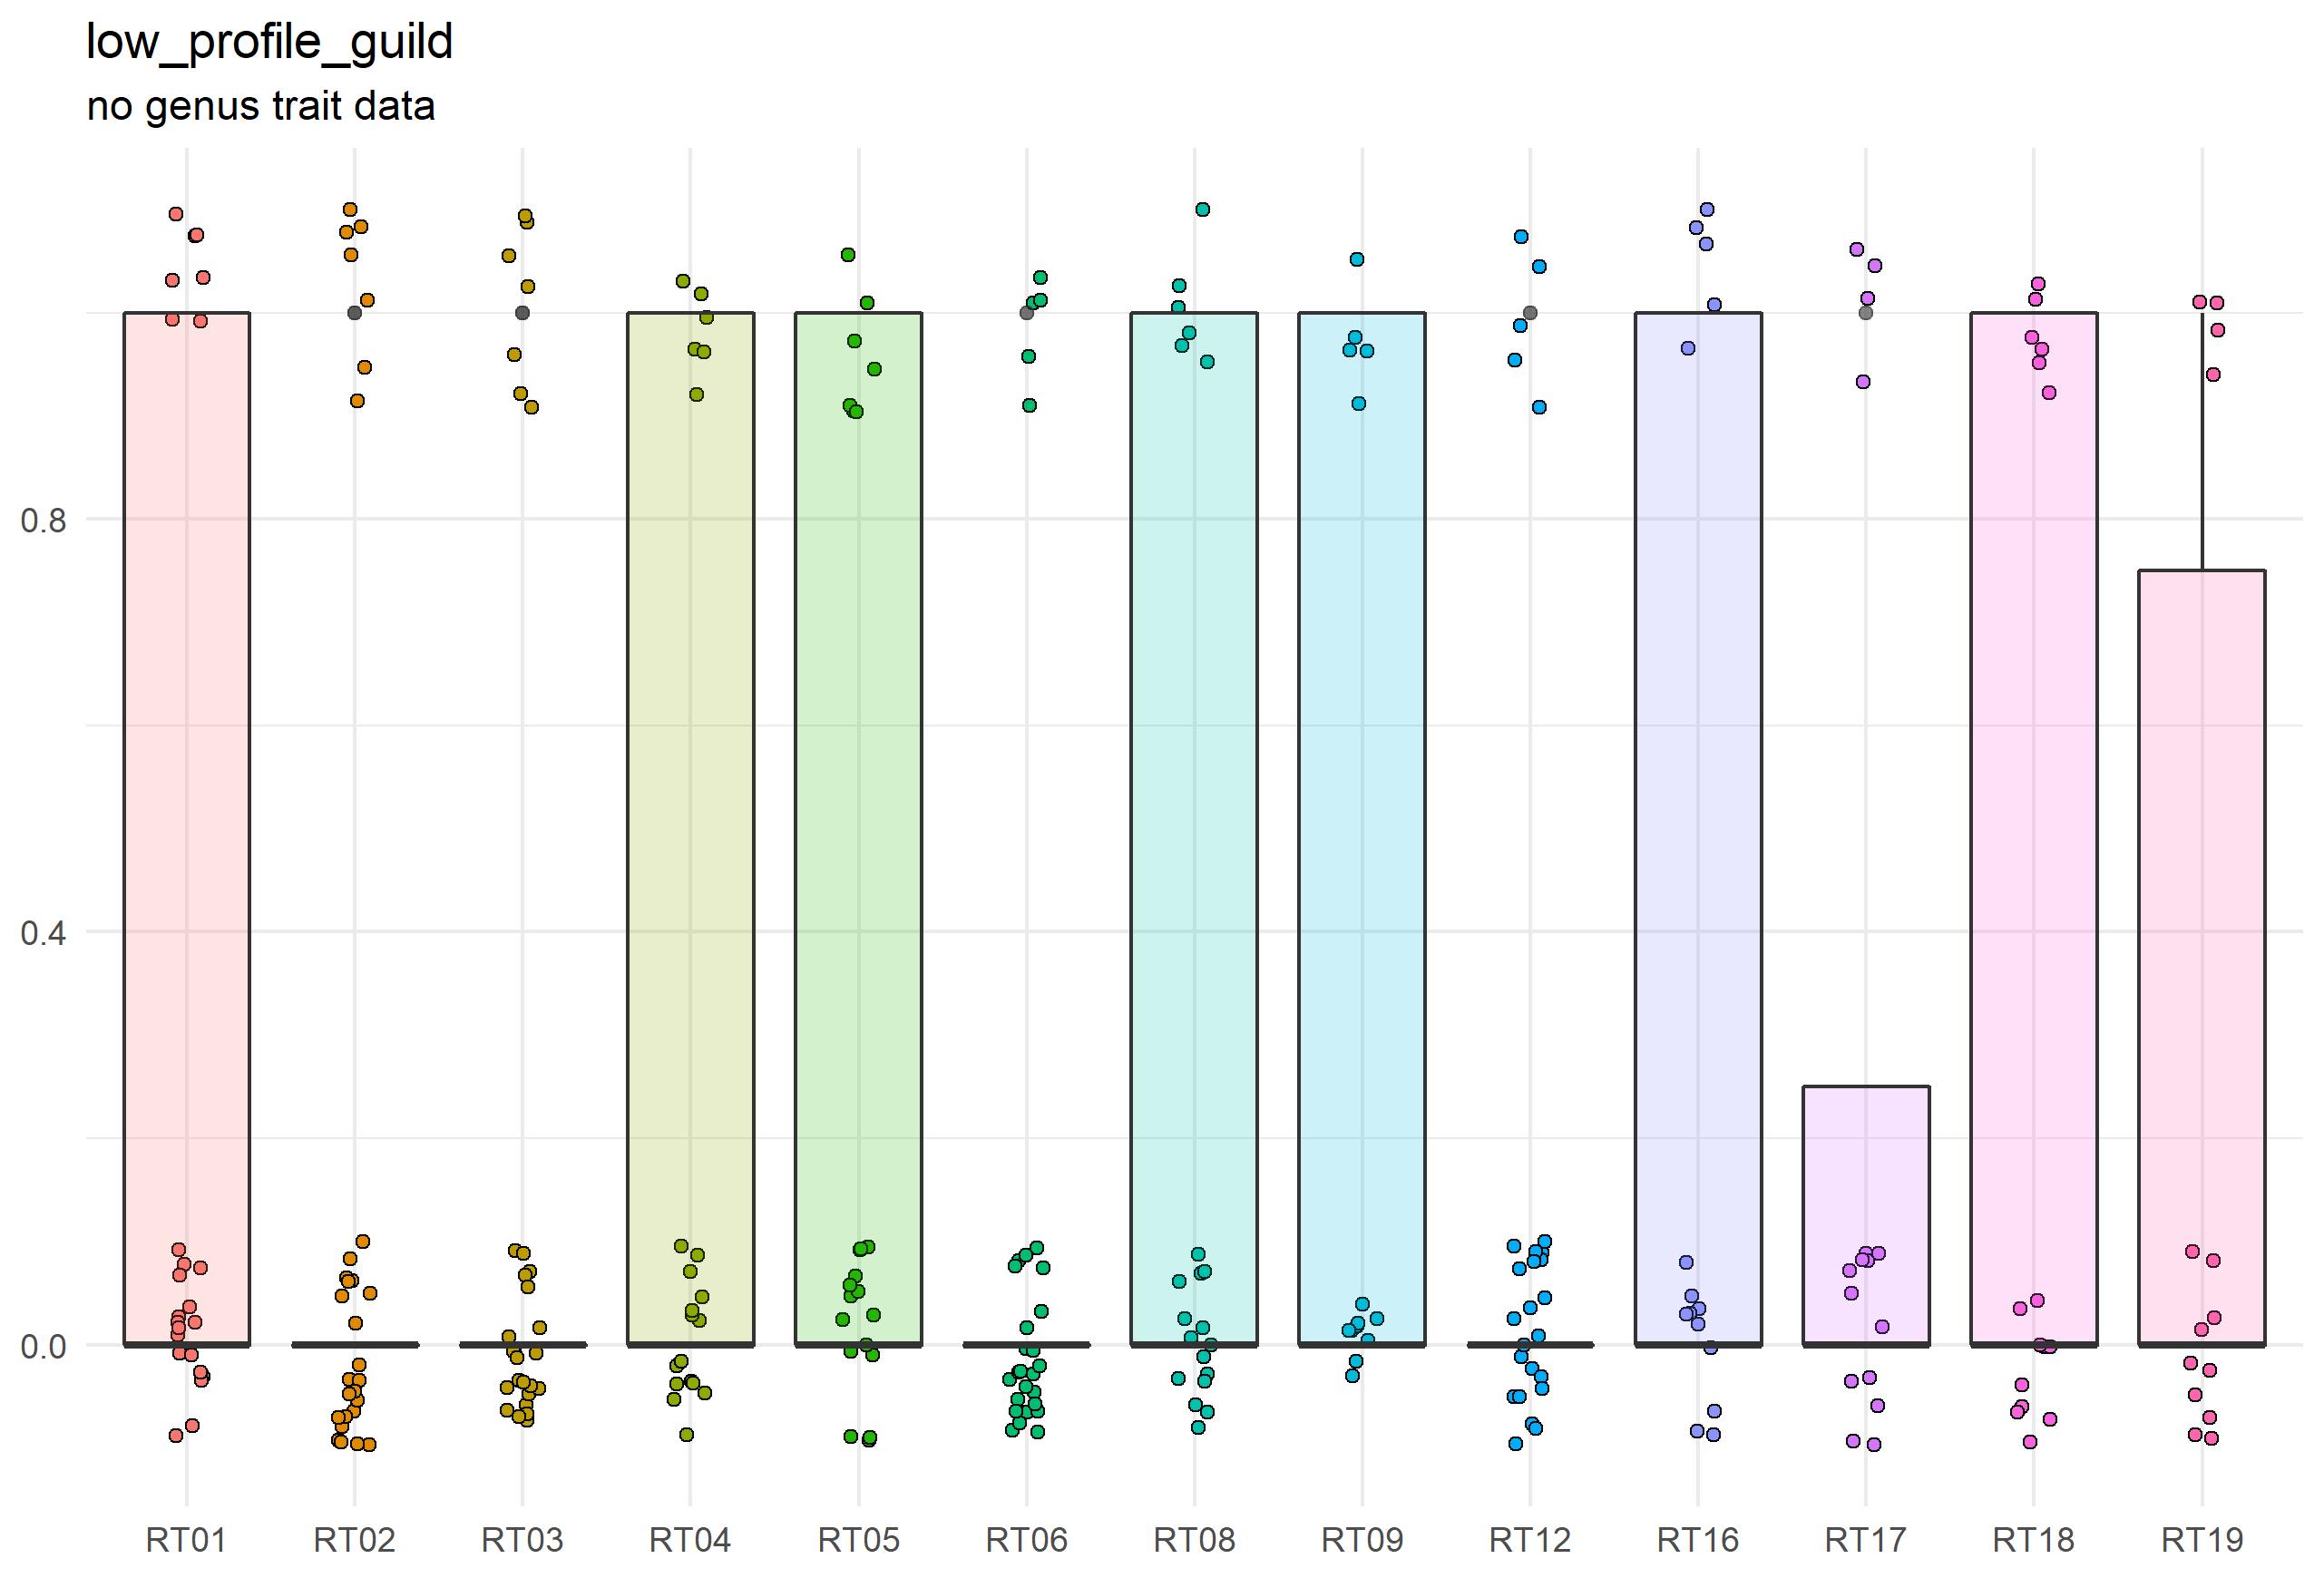 low_profile_guild
no genus trait data
0.8
0.4
0.0
RT01 RT02 RT03 RT04 RT05 RT06 RT08 RT09 RT12 RT16 RT17 RT18 RT19